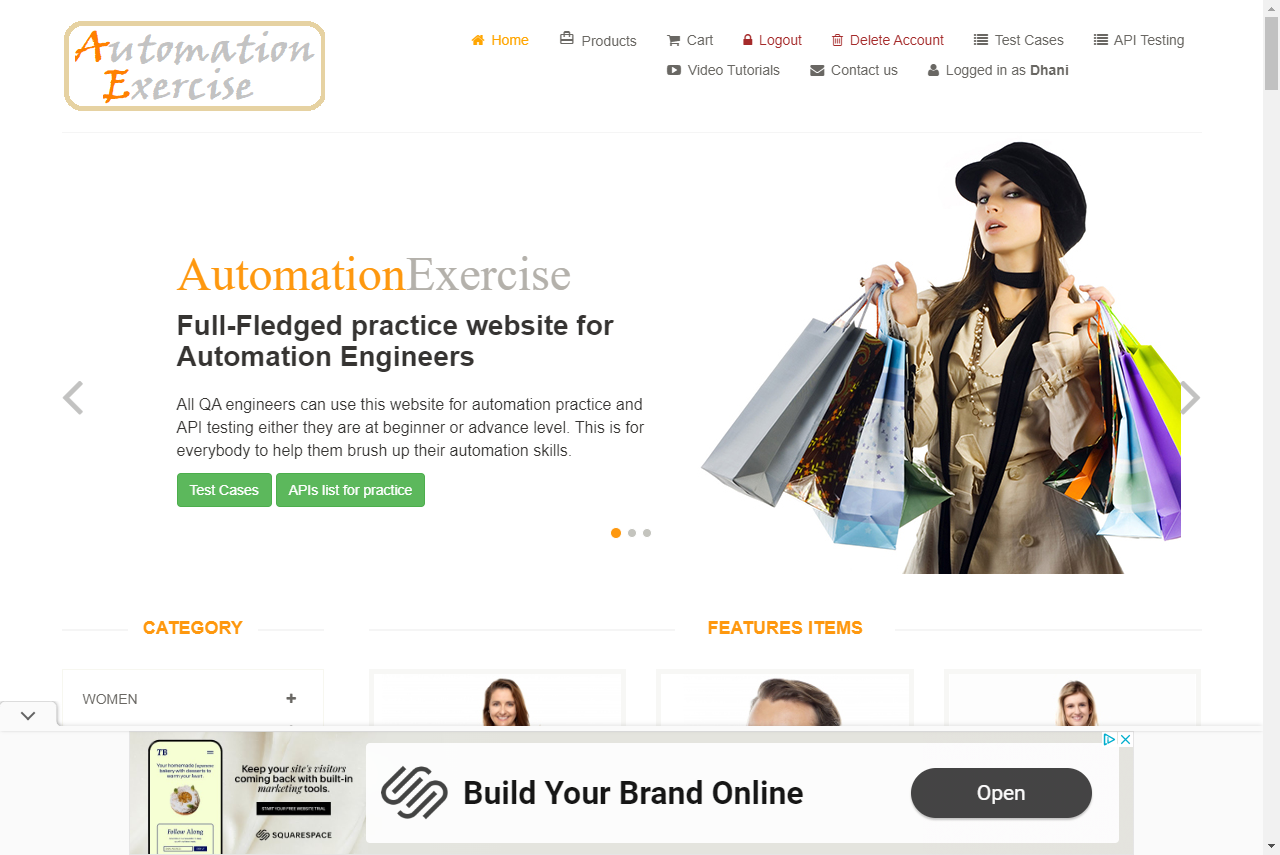 Automation
Exercise
Home Products Cart Logout Delete Account Test Cases API Testing
Video Tutorials Contact us Logged in as Dhani
AutomationExercise
Full-Fledged practice website for
Automation Engineers
All QA engineers can use this website for automation practice and
API testing either they are at beginner or advance level. This is for
everybody to help them brush up their automation skills.
Test Cases APIs list for practice
CATEGORY
FEATURES ITEMS
WOMEN
TB
Your homemade Japanese
bakery with desserts to
warm your heart.
Follow Along
Keep your site's visitors
coming back with built-in
marketing tools.
START YOUR FREE WEBSITE TRIAL
SQUARESPACE
Build Your Brand Online
Open